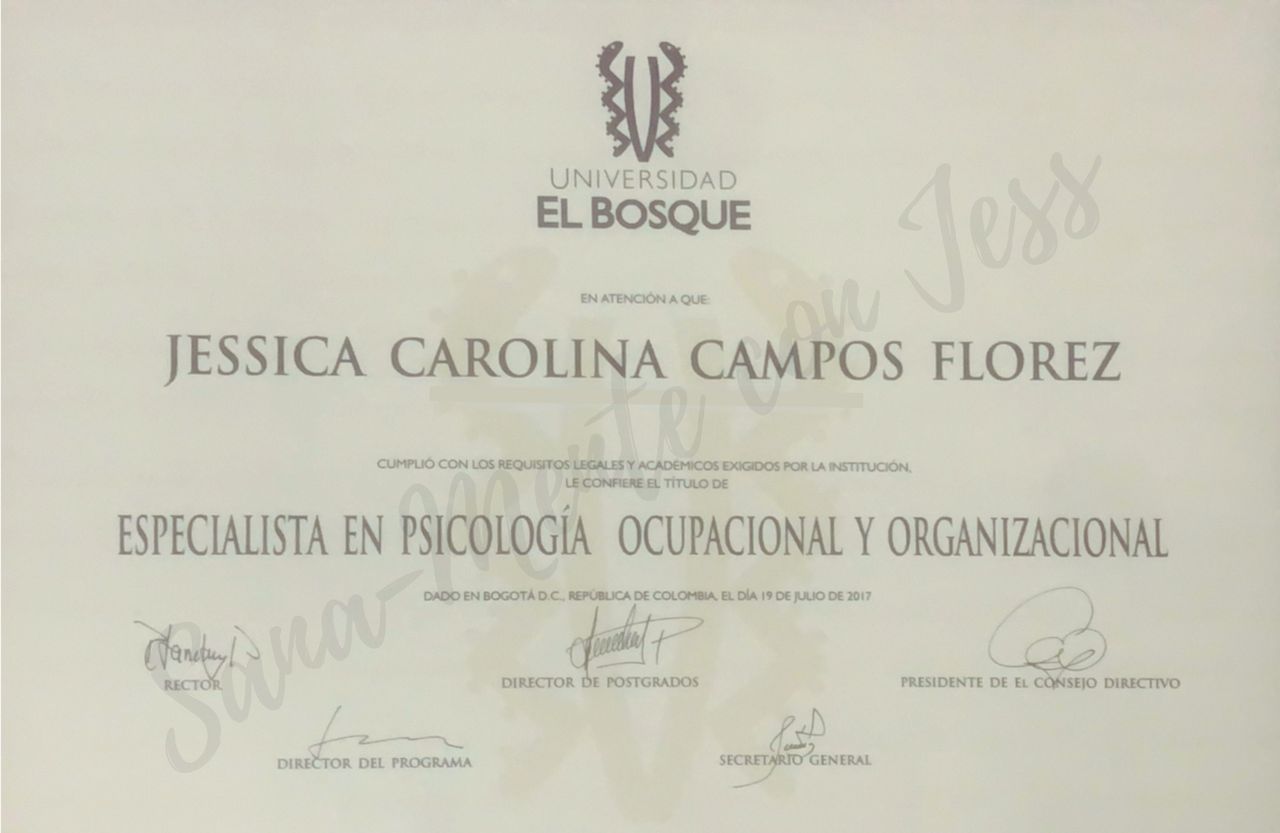 UNIVERSIDAD
EL BOSQUE
EN ATENCIÓN A QUE:
JESSICA CAROLINA CAMPOS FLOREZ
CUMPLIÓ CON LOS REQUISITOS LEGALES Y ACADEMICOS EXIGIDOS POR LA INSTITUCIÓN,
LE CONFIERE EL TÍTULO DE
ESPECIALISTA EN PSICOLOGÍA OCUPACIONAL Y ORGANIZACIONAL
DADO EN BOGOTÁ D.C., REPÚBLICA DE COLOMBIA, EL DÍA 19 DE JULIO DE 2017
RECTOR
DIRECTOR DE POSTGRADOS
PRESIDENTE DE EL CONSEJO DIRECTIVO
DIRECTOR DEL PROGRAMA
SECRETARIO GENERAL
Sana-Mente con Jess